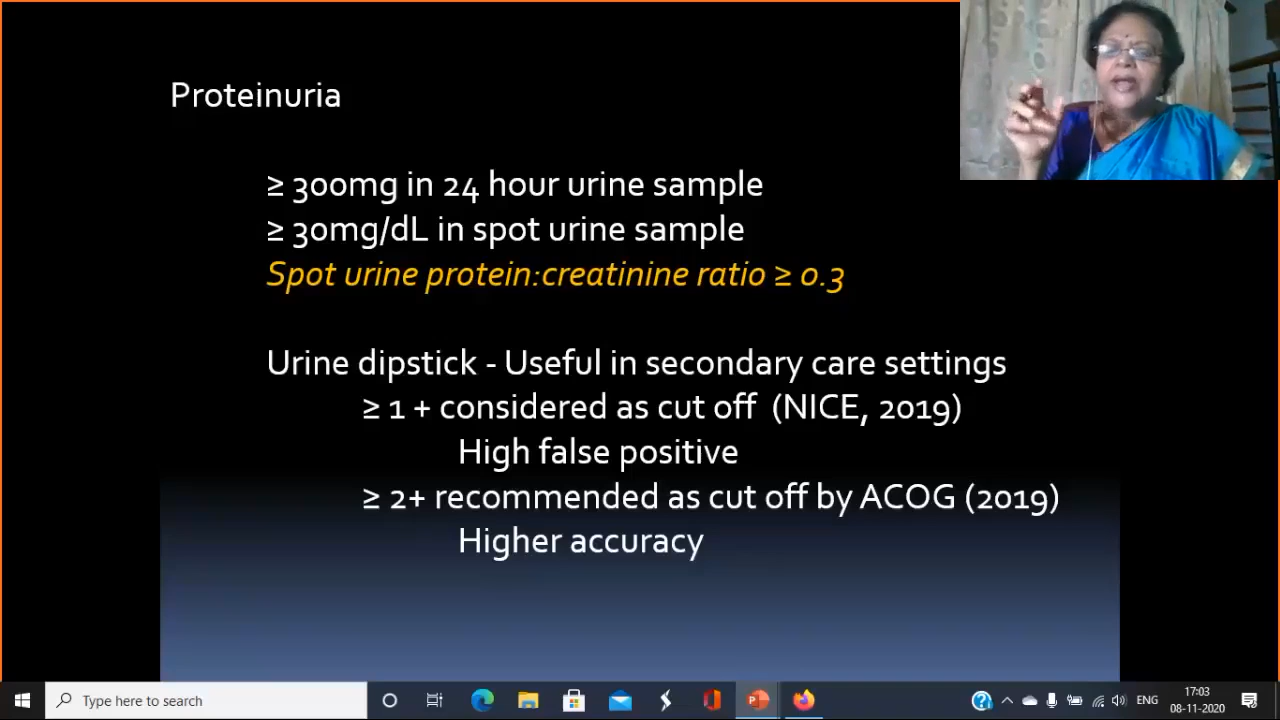 Proteinuria
≥ 300mg in 24 hour urine sample
≥ 30mg/dL in spot urine sample
Spot urine protein:creatinine ratio ≥ 0.3
Urine dipstick - Useful in secondary care settings
≥ 1 + considered as cut off (NICE, 2019)
High false positive
≥ 2+ recommended as cut off by ACOG (2019)
Higher accuracy
Type here to search
ENG
17:03
08-11-2020